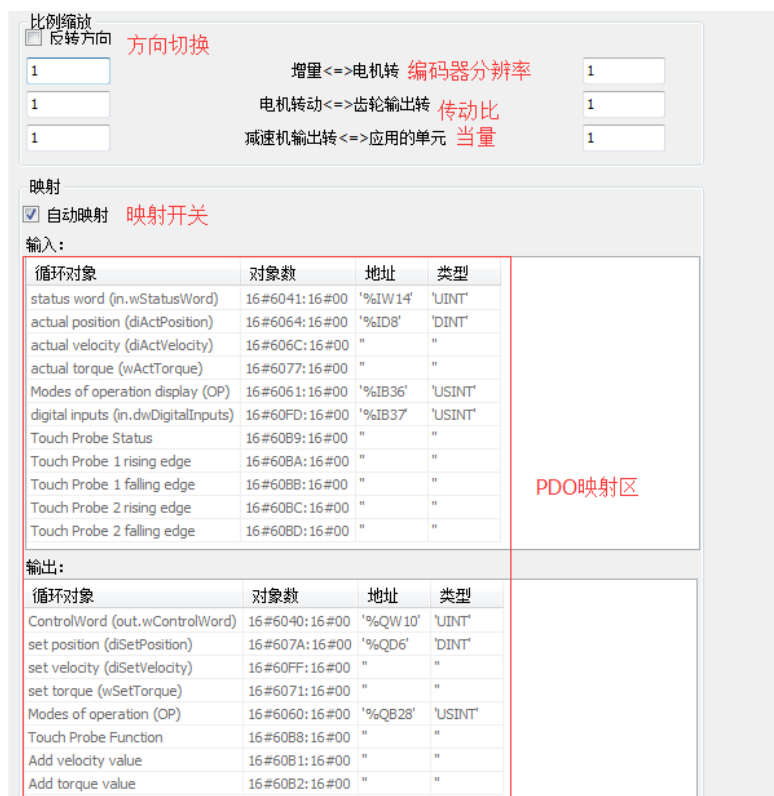 比例缩放
反转方向 方向切换
1 增量<=>电机转 编码器分辨率 1
1 电机转动<=>齿轮输出转 传动比 1
1 减速机输出转<=>应用的单元 当量 1
映射
自动映射 映射开关
输入:
循环对象 对象数 地址 类型
status word (in.wStatusWord) 16#6041:16#00 '%IW14' 'UINT'
actual position (diActPosition) 16#6064:16#00 '%ID8' 'DINT'
actual velocity (diActVelocity) 16#606C:16#00 '' ''
actual torque (wActTorque) 16#6077:16#00 '' ''
Modes of operation display (OP) 16#6061:16#00 '%IB36' 'USINT'
digital inputs (in.dwDigitalInputs) 16#60FD:16#00 '%IB37' 'USINT'
Touch Probe Status 16#60B9:16#00 '' ''
Touch Probe 1 rising edge 16#60BA:16#00 '' ''
Touch Probe 1 falling edge 16#60BB:16#00 '' ''
Touch Probe 2 rising edge 16#60BC:16#00 '' ''
Touch Probe 2 falling edge 16#60BD:16#00 '' ''
PDO映射区
输出:
循环对象 对象数 地址 类型
ControlWord (out.wControlWord) 16#6040:16#00 '%QW10' 'UINT'
set position (diSetPosition) 16#607A:16#00 '%QD6' 'DINT'
set velocity (diSetVelocity) 16#60FF:16#00 '' ''
set torque (wSetTorque) 16#6071:16#00 '' ''
Modes of operation (OP) 16#6060:16#00 '%QB28' 'USINT'
Touch Probe Function 16#60B8:16#00 '' ''
Add velocity value 16#60B1:16#00 '' ''
Add torque value 16#60B2:16#00 '' ''